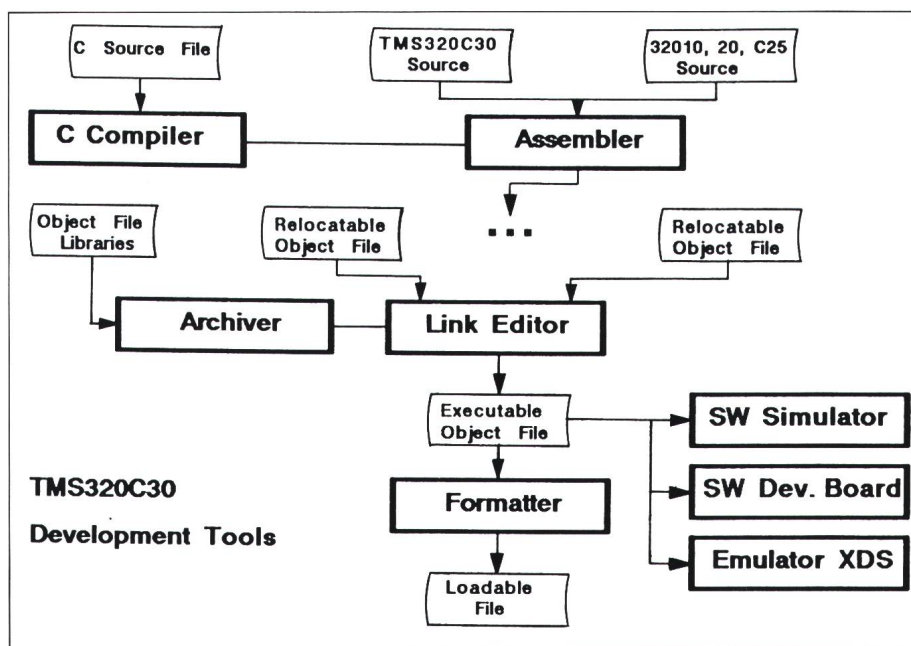 C Source File
TMS320C30
Source
32010, 20, C25
Source
C Compiler
Assembler
...
Object File
Libraries
Relocatable
Object File
Relocatable
Object File
Archiver
Link Editor
Executable
Object File
SW Simulator
TMS320C30
Development Tools
Formatter
SW Dev. Board
Emulator XDS
Loadable
File